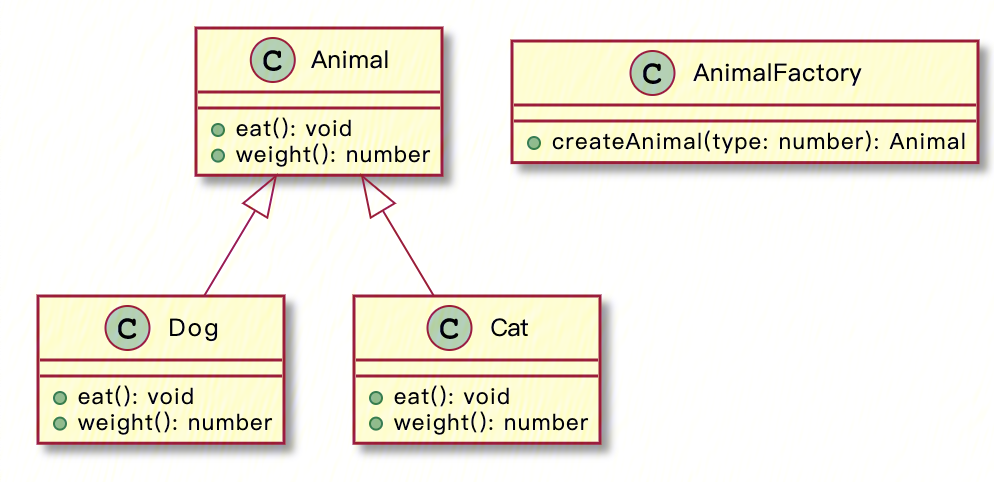 C Animal
eat(): void
weight(): number
C AnimalFactory
createAnimal(type: number): Animal
C Dog
eat(): void
weight(): number
C Cat
eat(): void
weight(): number